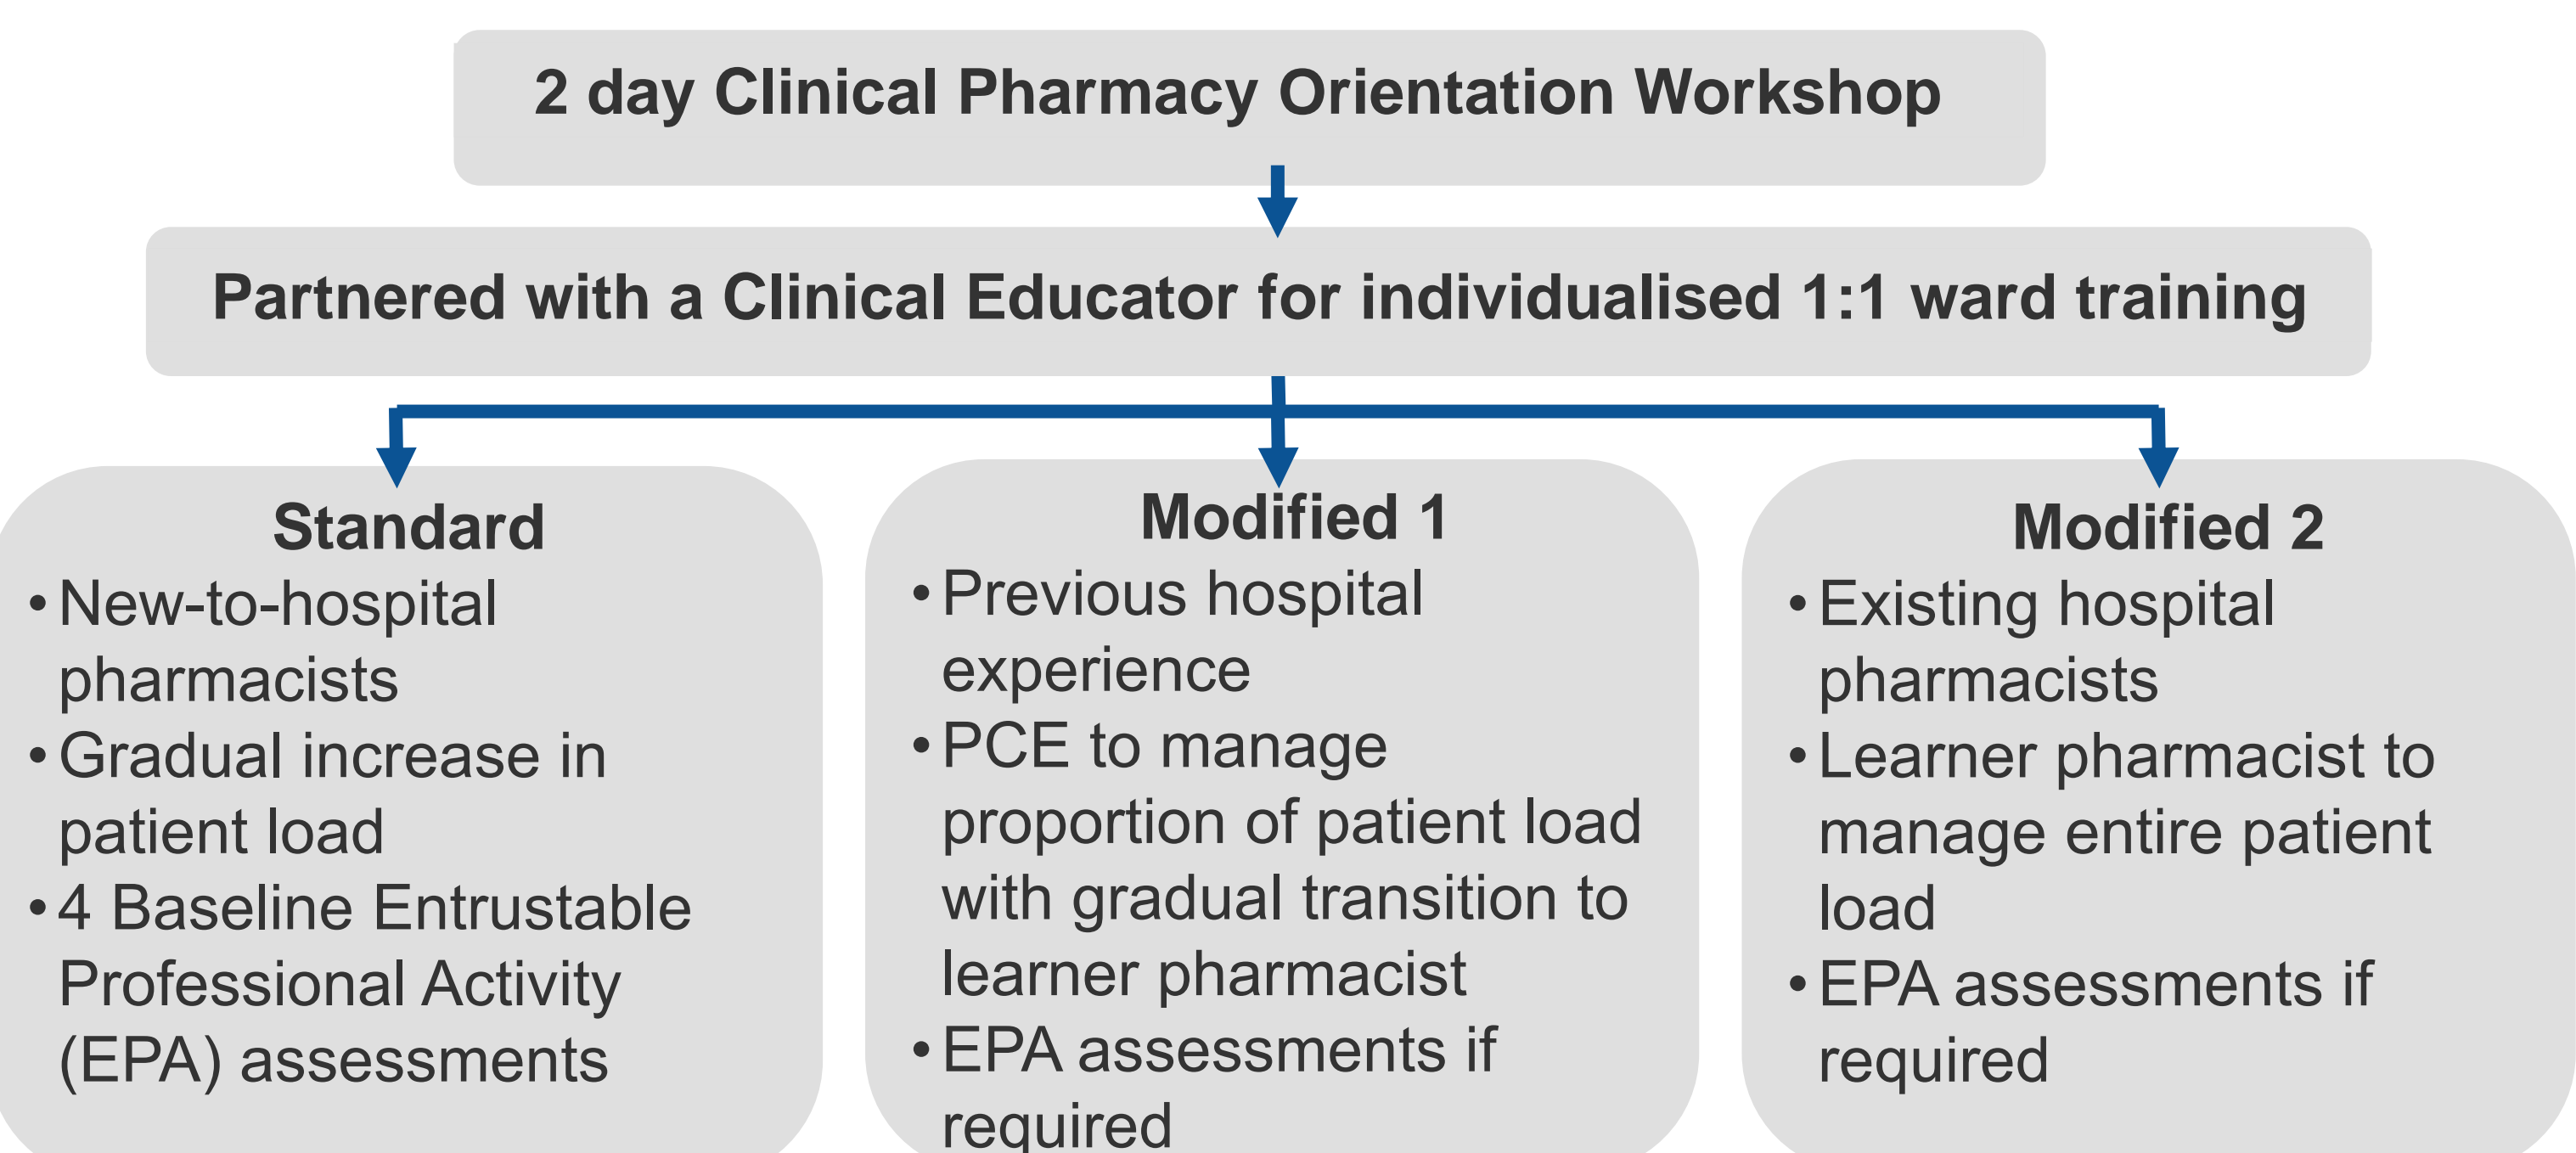 2 day Clinical Pharmacy Orientation Workshop
Partnered with a Clinical Educator for individualised 1:1 ward training
Standard
• New-to-hospital
pharmacists
• Gradual increase in
patient load
• 4 Baseline Entrustable
Professional Activity
(EPA) assessments
Modified 1
• Previous hospital
experience
• PCE to manage
proportion of patient load
with gradual transition to
learner pharmacist
• EPA assessments if
required
Modified 2
• Existing hospital
pharmacists
• Learner pharmacist to
manage entire patient
load
• EPA assessments if
required